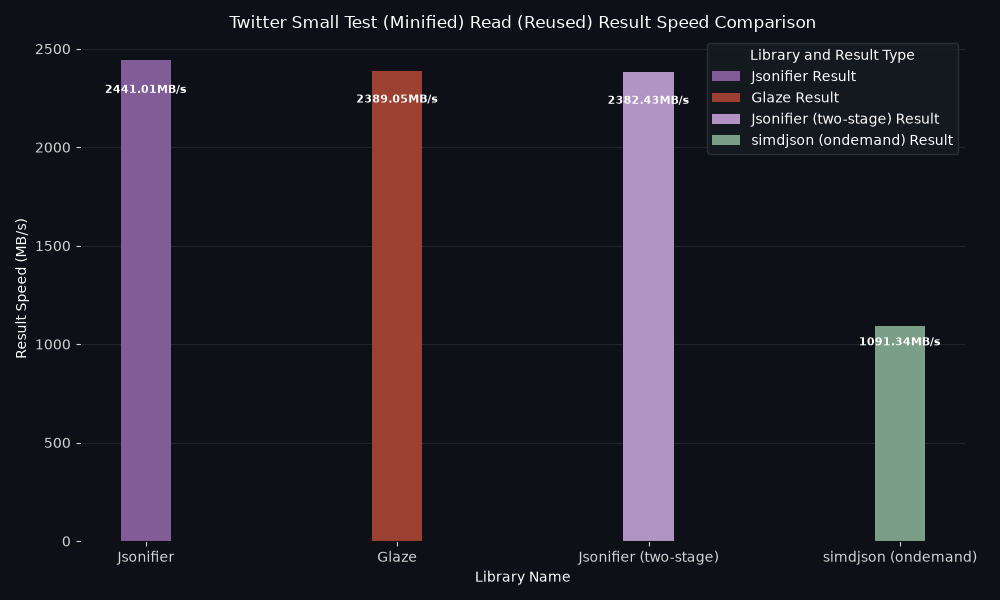 Twitter Small Test (Minified) Read (Reused) Result Speed Comparison
Library and Result Type
Jsonifier Result
Glaze Result
Jsonifier (two-stage) Result
simdjson (ondemand) Result
2441.01MB/s
2389.05MB/s
2382.43MB/s
1091.34MB/s
Result Speed (MB/s)
2500
2000
1500
1000
500
0
Jsonifier
Glaze
Jsonifier (two-stage)
simdjson (ondemand)
Library Name